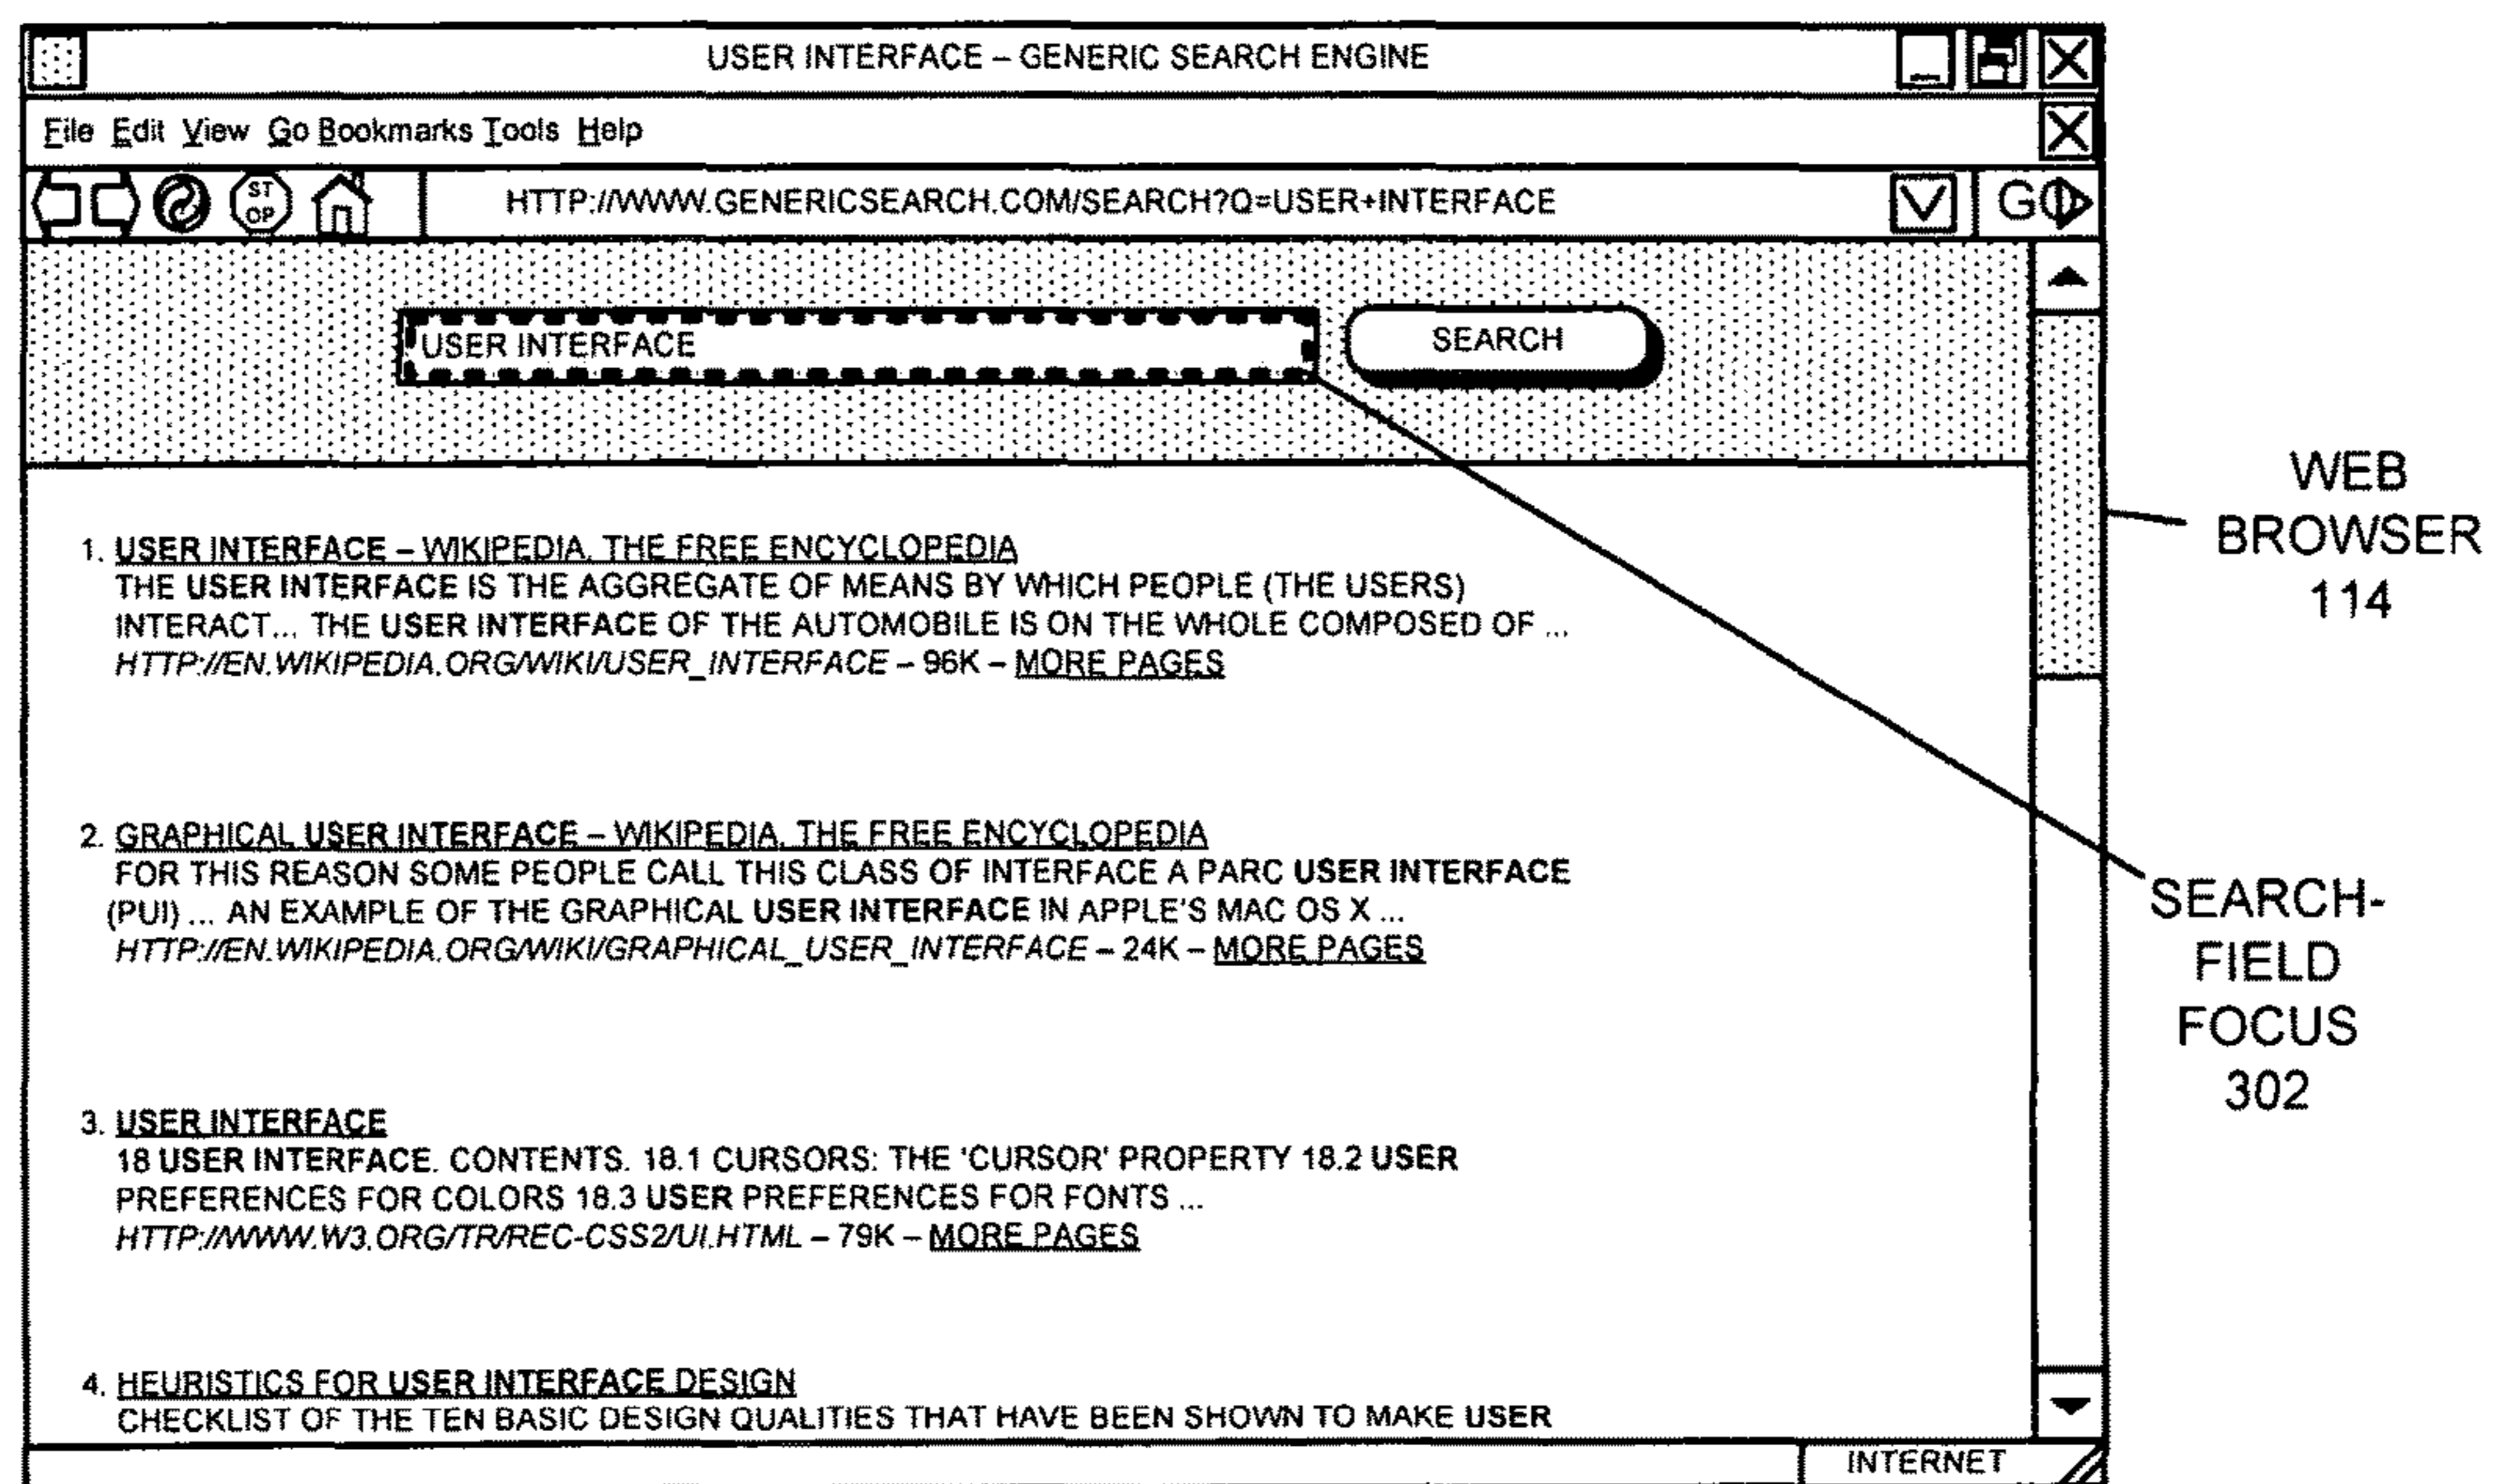 USER INTERFACE – GENERIC SEARCH ENGINE
File Edit View Go Bookmarks Tools Help
ST
OP
HTTP://WWW.GENERICSEARCH.COM/SEARCH?Q=USER+INTERFACE
GO
USER INTERFACE
SEARCH
WEB
BROWSER
114
1. USER INTERFACE – WIKIPEDIA, THE FREE ENCYCLOPEDIA
THE USER INTERFACE IS THE AGGREGATE OF MEANS BY WHICH PEOPLE (THE USERS)
INTERACT... THE USER INTERFACE OF THE AUTOMOBILE IS ON THE WHOLE COMPOSED OF ...
HTTP://EN.WIKIPEDIA.ORG/WIKI/USER_INTERFACE – 96K – MORE PAGES
2. GRAPHICAL USER INTERFACE – WIKIPEDIA, THE FREE ENCYCLOPEDIA
FOR THIS REASON SOME PEOPLE CALL THIS CLASS OF INTERFACE A PARC USER INTERFACE
(PUI) ... AN EXAMPLE OF THE GRAPHICAL USER INTERFACE IN APPLE'S MAC OS X ...
HTTP://EN.WIKIPEDIA.ORG/WIKI/GRAPHICAL_USER_INTERFACE – 24K – MORE PAGES
SEARCH-
FIELD
FOCUS
302
3. USER INTERFACE
18 USER INTERFACE. CONTENTS. 18.1 CURSORS: THE 'CURSOR' PROPERTY 18.2 USER
PREFERENCES FOR COLORS 18.3 USER PREFERENCES FOR FONTS ...
HTTP://WWW.W3.ORG/TR/REC-CSS2/UI.HTML – 79K – MORE PAGES
4. HEURISTICS FOR USER INTERFACE DESIGN
CHECKLIST OF THE TEN BASIC DESIGN QUALITIES THAT HAVE BEEN SHOWN TO MAKE USER
INTERNET